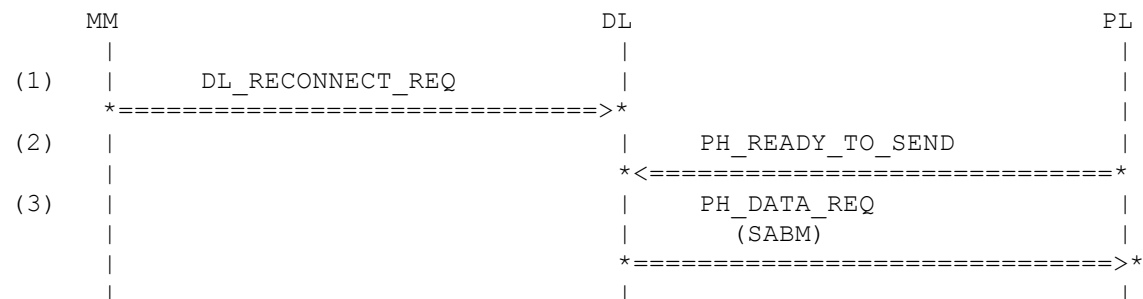 MM DL PL
| | |
(1) | DL_RECONNECT_REQ | |
*==============================>* |
(2) | | PH_READY_TO_SEND |
| *<=============================*
(3) | | PH_DATA_REQ |
| | (SABM) |
| *==============================>*
| | |